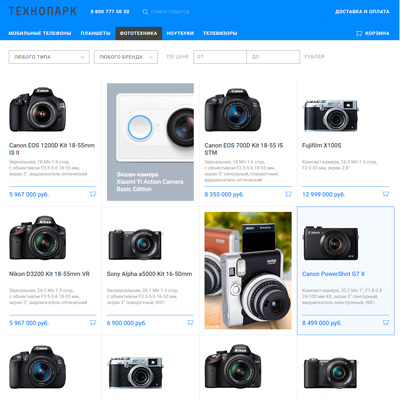 ТЕХНОПАРК
8 800 777 50 50
ПОИСК ТОВАРОВ
ДОСТАВКА И ОПЛАТА
МОБИЛЬНЫЕ ТЕЛЕФОНЫ
ПЛАНШЕТЫ
ФОТОТЕХНИКА
НОУТБУКИ
ТЕЛЕВИЗОРЫ
КОРЗИНА
ЛЮБОГО ТИПА
ЛЮБОГО БРЕНДА
ПО ЦЕНЕ
ОТ
ДО
РУБЛЕЙ
Canon EOS 1200D Kit 18-55mm
IS II
Зеркальная, 18 Мп 1.6 crop,
с объективом F3.5-5.6 18-55 мм,
экран 3", видоискатель оптический
5 967 000 руб.
Экшен-камера
Xiaomi Yi Action Camera
Basic Edition
Canon EOS 700D Kit 18-55 IS
STM
Зеркальная, 18 Мп 1.6 crop,
с объективом F3.5-5.6 18-55 мм,
экран 3" сенсорный, поворотный,
видоискатель оптический
8 355 000 руб.
Fujifilm X100S
Компакт-камера, 16.3 Мп 1.5 crop,
F2.0 35 мм, экран 2.8"
12 999 000 руб.
Nikon D3200 Kit 18-55mm VR
Зеркальная, 24.2 Мп 1.5 crop,
с объективом F3.5-5.6 18-55 мм,
экран 3", видоискатель оптический
5 967 000 руб.
Sony Alpha a5000 Kit 16-50mm
Беззеркальная, 20.1 Мп 1.5 crop,
с объективом F3.5-5.6 16-50 мм,
экран 3" поворотный, WiFi
6 900 000 руб.
Canon PowerShot G7 X
Компакт-камера, 20.2 Мп 1", F1.8-2.8
24-100 мм 4X, экран 3" сенсорный,
видоискатель электронный, WiFi
8 499 000 руб.